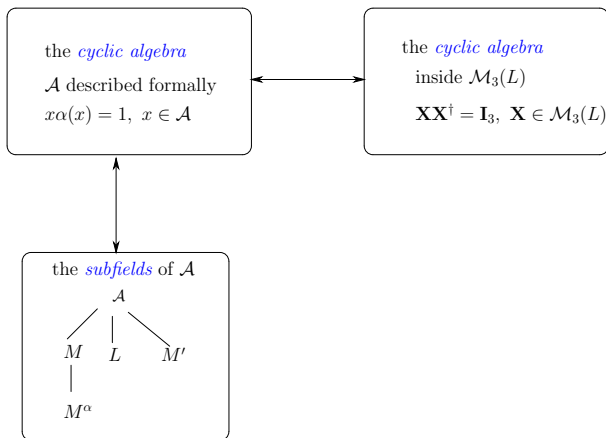 the cyclic algebra
𝒜 described formally
xα(x) = 1, x ∈ 𝒜
the cyclic algebra
inside ℳ₃(L)
XX† = I₃, X ∈ ℳ₃(L)
the subfields of 𝒜
𝒜
M L M′
M^α